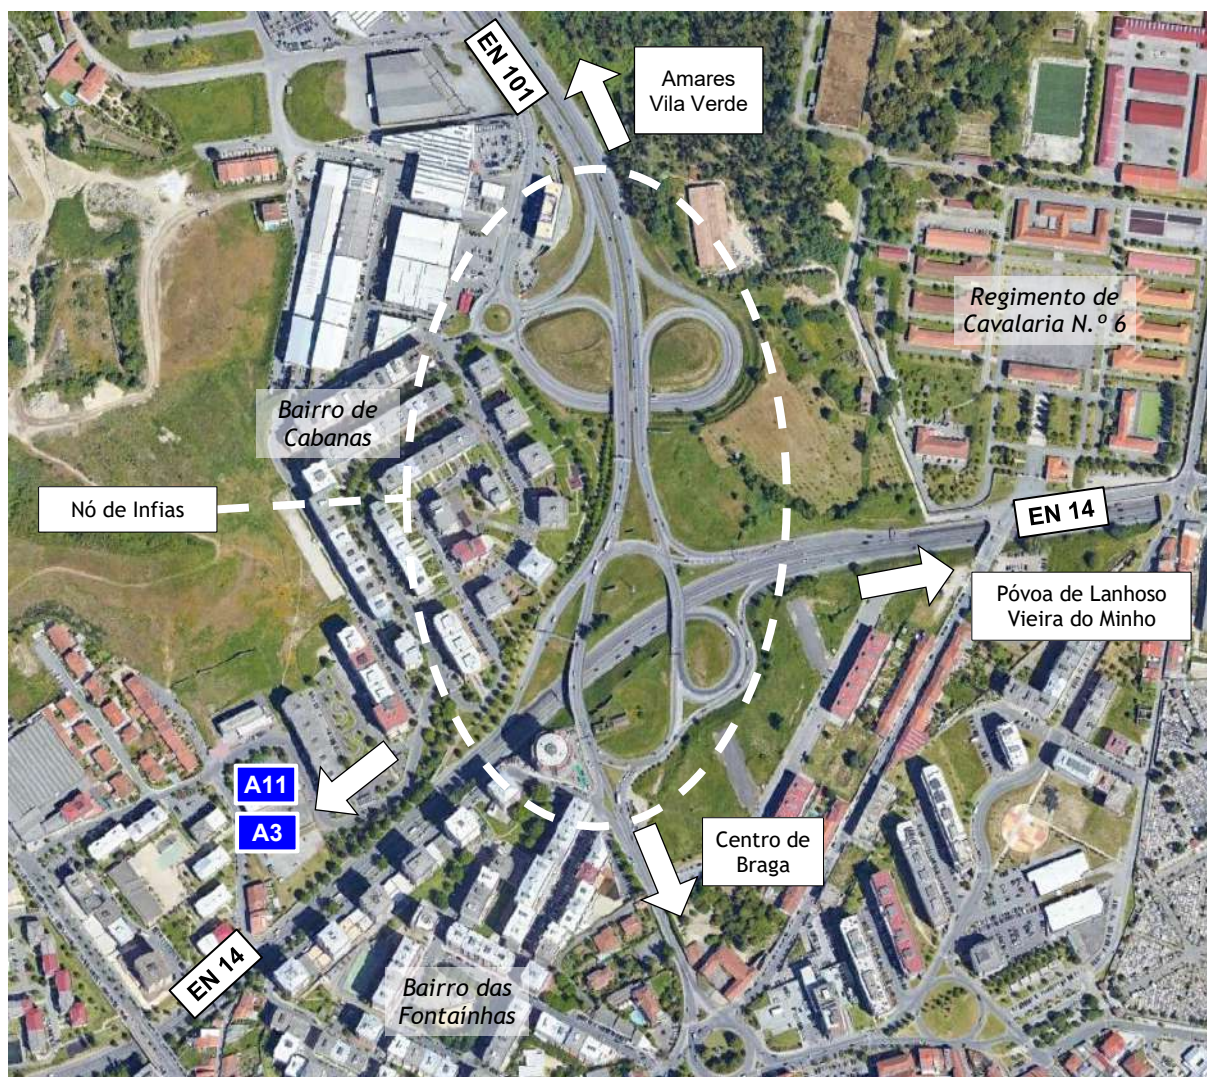 EN 101
Amares
Vila Verde
Regimento de
Cavalaria N.º 6
Bairro de
Cabanas
Nó de Infias
EN 14
Póvoa de Lanhoso
Vieira do Minho
A11
A3
Centro de
Braga
EN 14
Bairro das
Fontaínhas